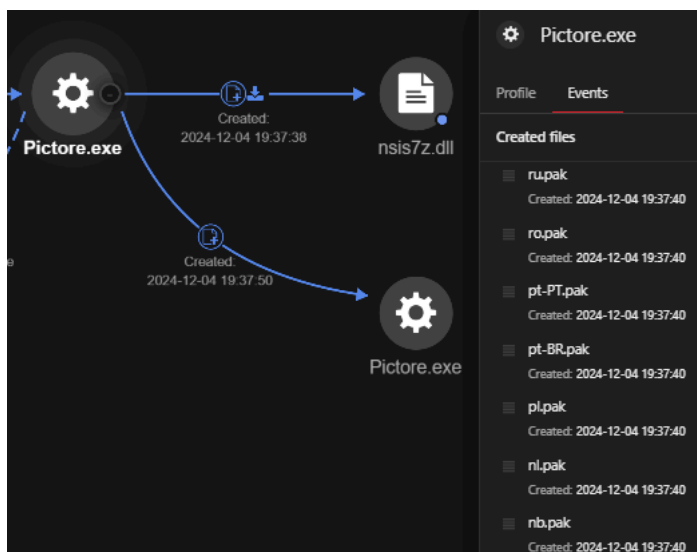 Pictore.exe
Created:
2024-12-04 19:37:38
nsis7z.dll
Created:
2024-12-04 19:37:50
Pictore.exe
e
Pictore.exe
Profile Events
Created files
ru.pak
Created: 2024-12-04 19:37:40
ro.pak
Created: 2024-12-04 19:37:40
pt-PT.pak
Created: 2024-12-04 19:37:40
pt-BR.pak
Created: 2024-12-04 19:37:40
pl.pak
Created: 2024-12-04 19:37:40
nl.pak
Created: 2024-12-04 19:37:40
nb.pak
Created: 2024-12-04 19:37:40